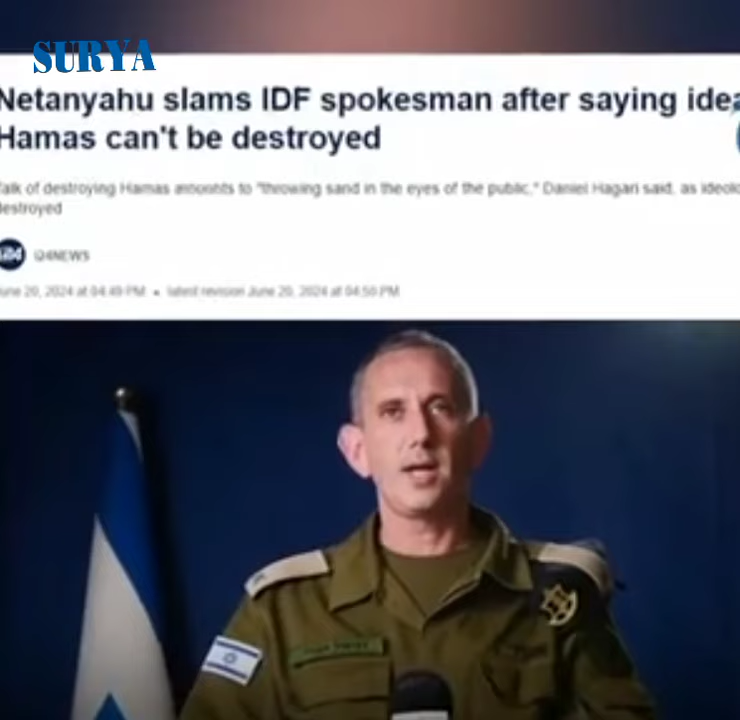 SURYA
Netanyahu slams IDF spokesman after saying idea
Hamas can't be destroyed
Talk of destroying Hamas amounts to "throwing sand in the eyes of the public," Daniel Hagari said, as ideolo
destroyed
i24NEWS
June 20, 2024 at 04:49 PM • latest revision June 20, 2024 at 04:50 PM